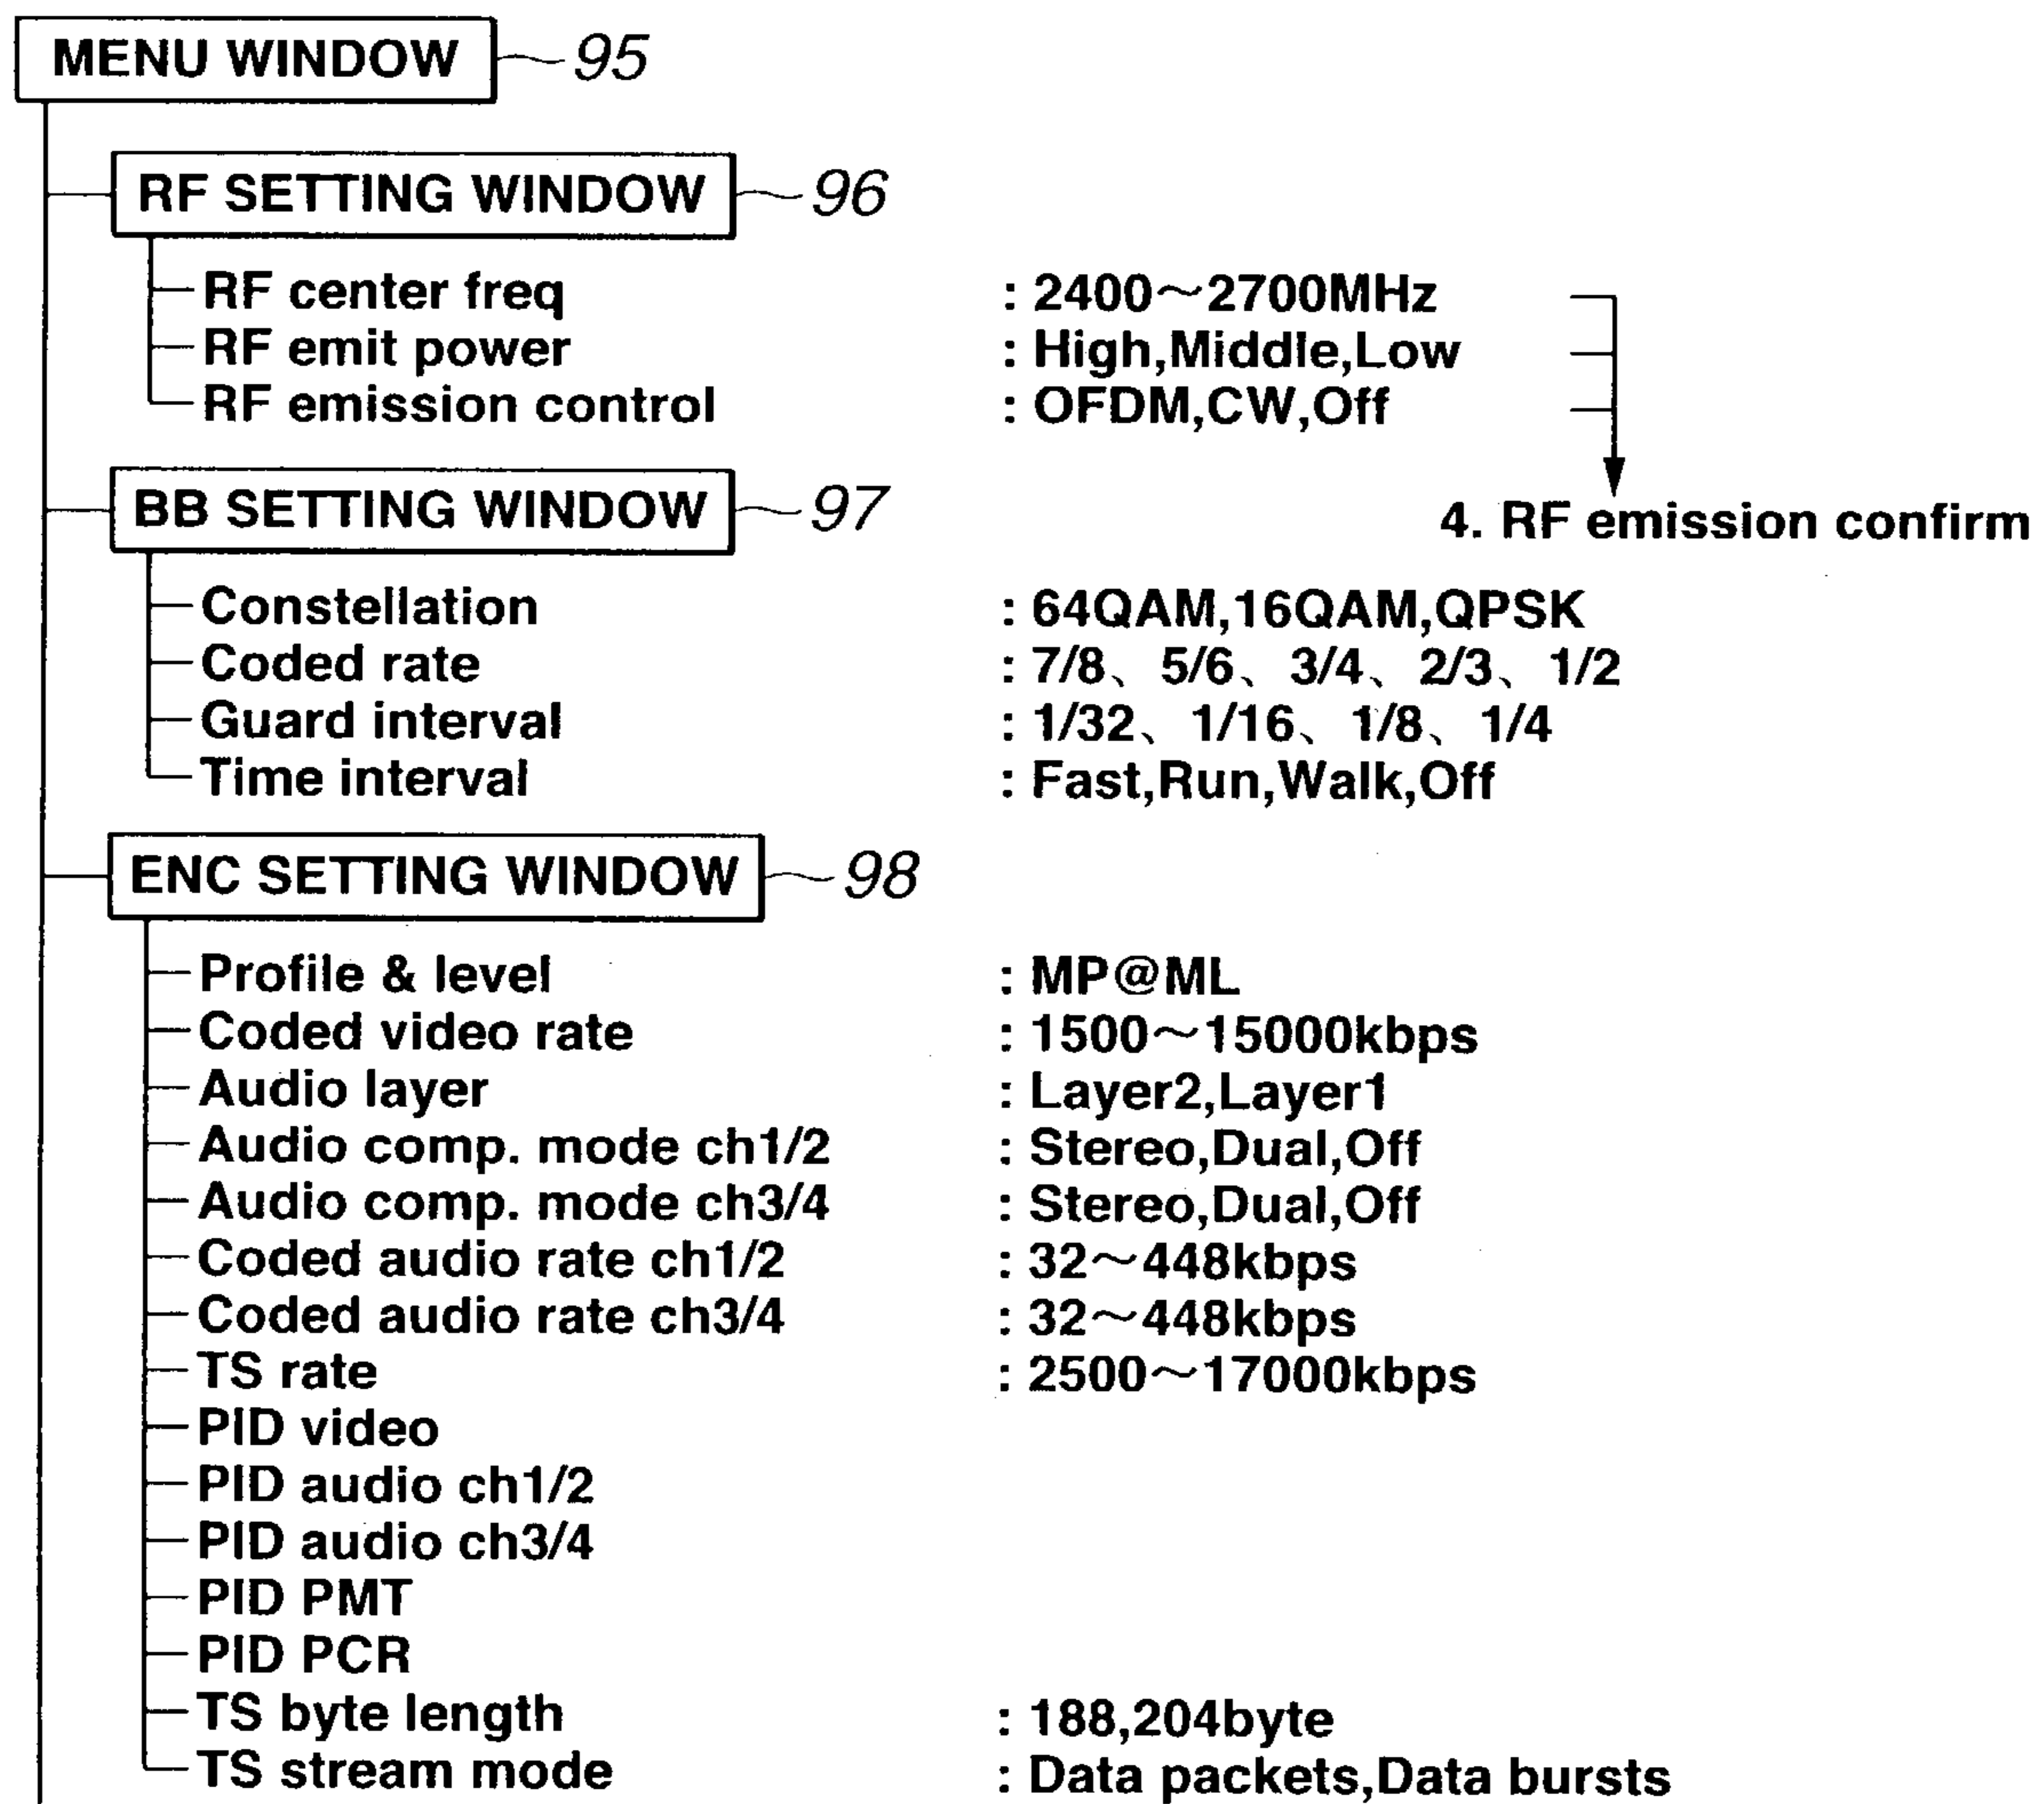 MENU WINDOW 95
RF SETTING WINDOW 96
RF center freq : 2400～2700MHz
RF emit power : High,Middle,Low
RF emission control : OFDM,CW,Off
BB SETTING WINDOW 97
4. RF emission confirm
Constellation : 64QAM,16QAM,QPSK
Coded rate : 7/8、 5/6、 3/4、 2/3、 1/2
Guard interval : 1/32、 1/16、 1/8、 1/4
Time interval : Fast,Run,Walk,Off
ENC SETTING WINDOW 98
Profile & level : MP@ML
Coded video rate : 1500～15000kbps
Audio layer : Layer2,Layer1
Audio comp. mode ch1/2 : Stereo,Dual,Off
Audio comp. mode ch3/4 : Stereo,Dual,Off
Coded audio rate ch1/2 : 32～448kbps
Coded audio rate ch3/4 : 32～448kbps
TS rate : 2500～17000kbps
PID video
PID audio ch1/2
PID audio ch3/4
PID PMT
PID PCR
TS byte length : 188,204byte
TS stream mode : Data packets,Data bursts